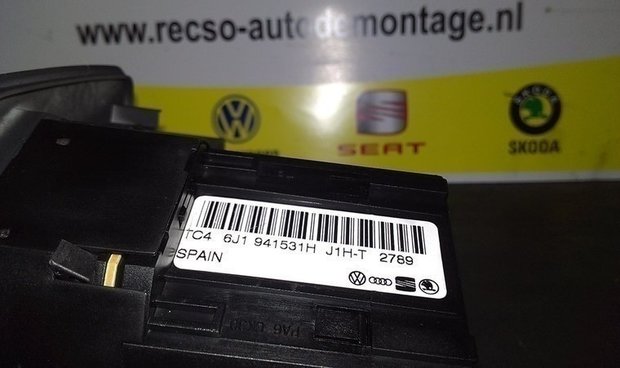 www.recso-autodemontage.nl
SEAT
SKODA
TC4 6J1 941531H J1H-T 2789
SPAIN